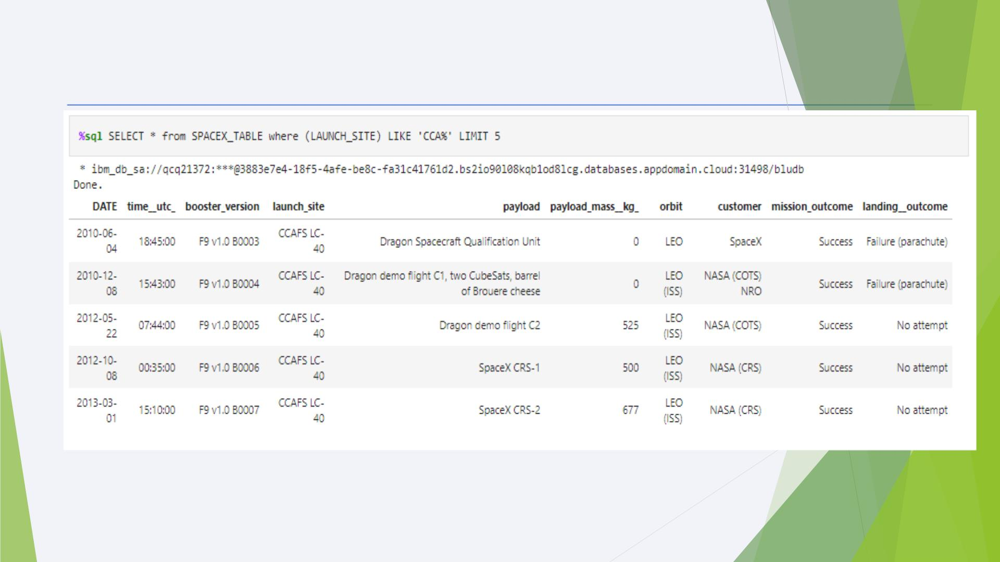 %sql SELECT * from SPACEX_TABLE where (LAUNCH_SITE) LIKE 'CCA%' LIMIT 5
* ibm_db_sa://qcq21372:***@3883e7e4-18f5-4afe-be8c-fa31c41761d2.bs2io90l08kqb1od8lcg.databases.appdomain.cloud:31498/bludb
Done.
DATE time__utc_ booster_version launch_site payload payload_mass__kg_ orbit customer mission_outcome landing__outcome
2010-06-04 18:45:00 F9 v1.0 B0003 CCAFS LC-40 Dragon Spacecraft Qualification Unit 0 LEO SpaceX Success Failure (parachute)
2010-12-08 15:43:00 F9 v1.0 B0004 CCAFS LC-40 Dragon demo flight C1, two CubeSats, barrel of Brouere cheese 0 LEO (ISS) NASA (COTS) NRO Success Failure (parachute)
2012-05-22 07:44:00 F9 v1.0 B0005 CCAFS LC-40 Dragon demo flight C2 525 LEO (ISS) NASA (COTS) Success No attempt
2012-10-08 00:35:00 F9 v1.0 B0006 CCAFS LC-40 SpaceX CRS-1 500 LEO (ISS) NASA (CRS) Success No attempt
2013-03-01 15:10:00 F9 v1.0 B0007 CCAFS LC-40 SpaceX CRS-2 677 LEO (ISS) NASA (CRS) Success No attempt